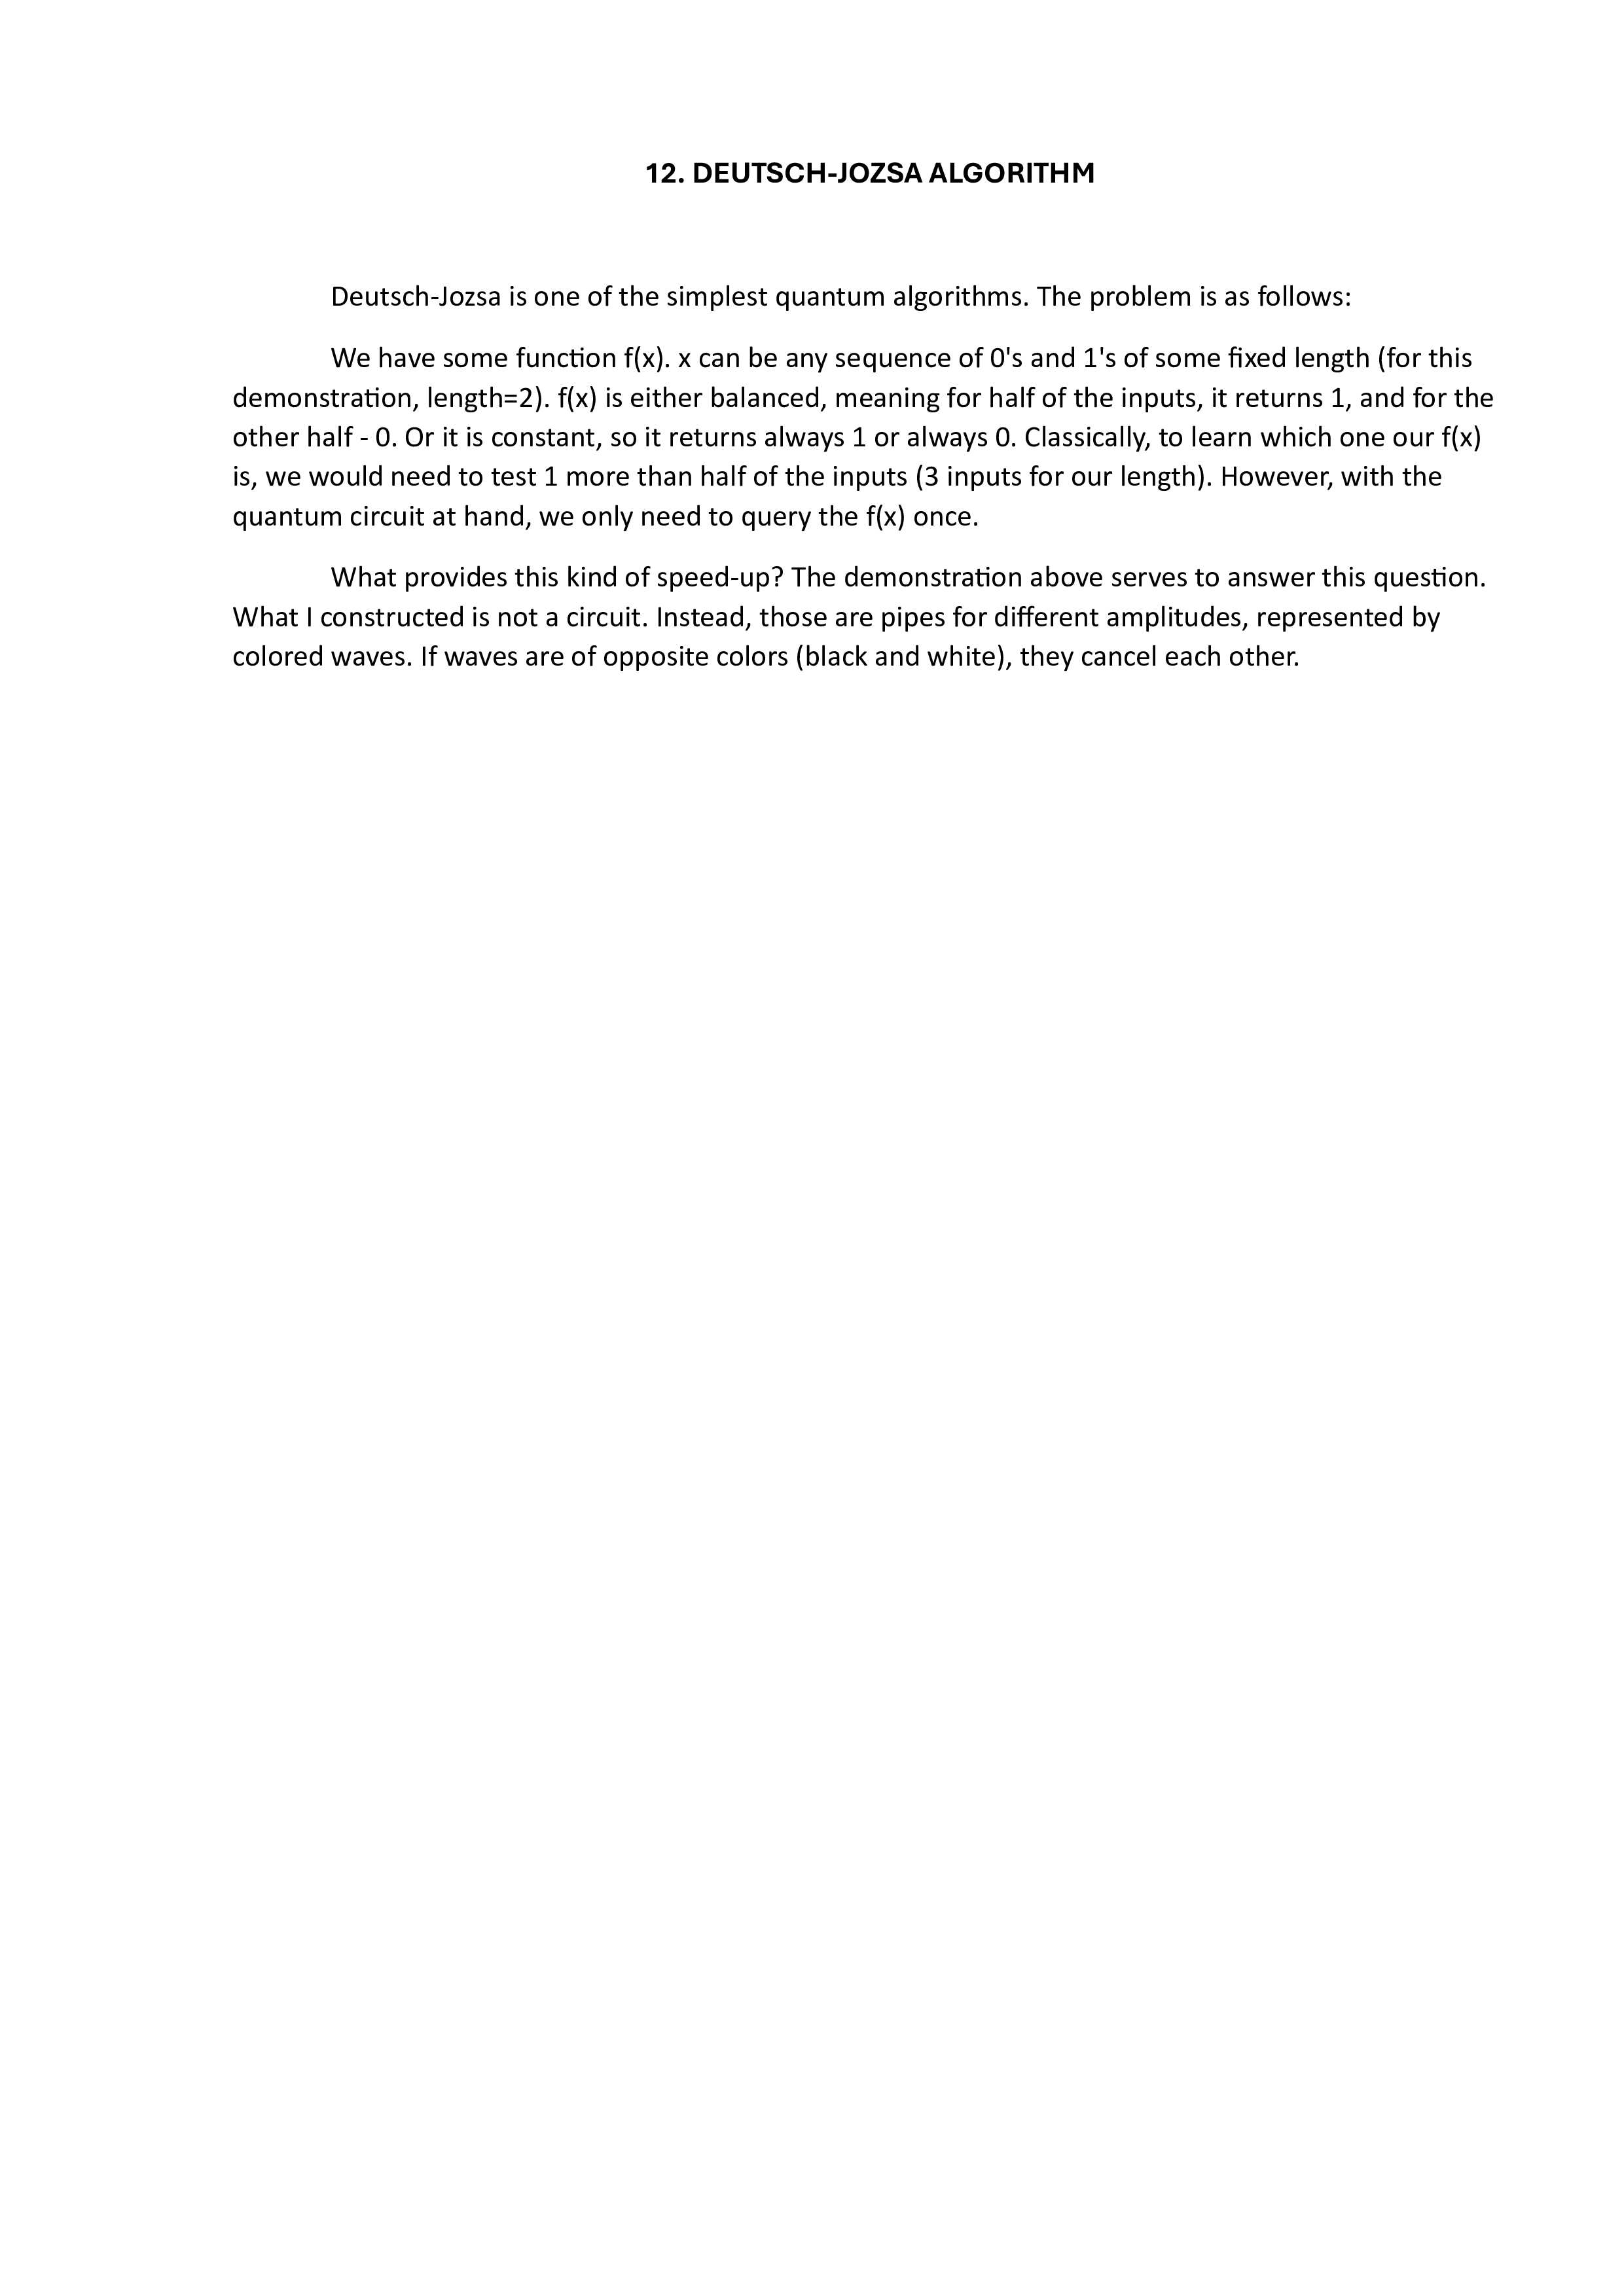 12. DEUTSCH-JOZSA ALGORITHM
Deutsch-Jozsa is one of the simplest quantum algorithms. The problem is as follows:
We have some function f(x). x can be any sequence of 0's and 1's of some fixed length (for this
demonstration, length=2). f(x) is either balanced, meaning for half of the inputs, it returns 1, and for the
other half - 0. Or it is constant, so it returns always 1 or always 0. Classically, to learn which one our f(x)
is, we would need to test 1 more than half of the inputs (3 inputs for our length). However, with the
quantum circuit at hand, we only need to query the f(x) once.
What provides this kind of speed-up? The demonstration above serves to answer this question.
What I constructed is not a circuit. Instead, those are pipes for different amplitudes, represented by
colored waves. If waves are of opposite colors (black and white), they cancel each other.